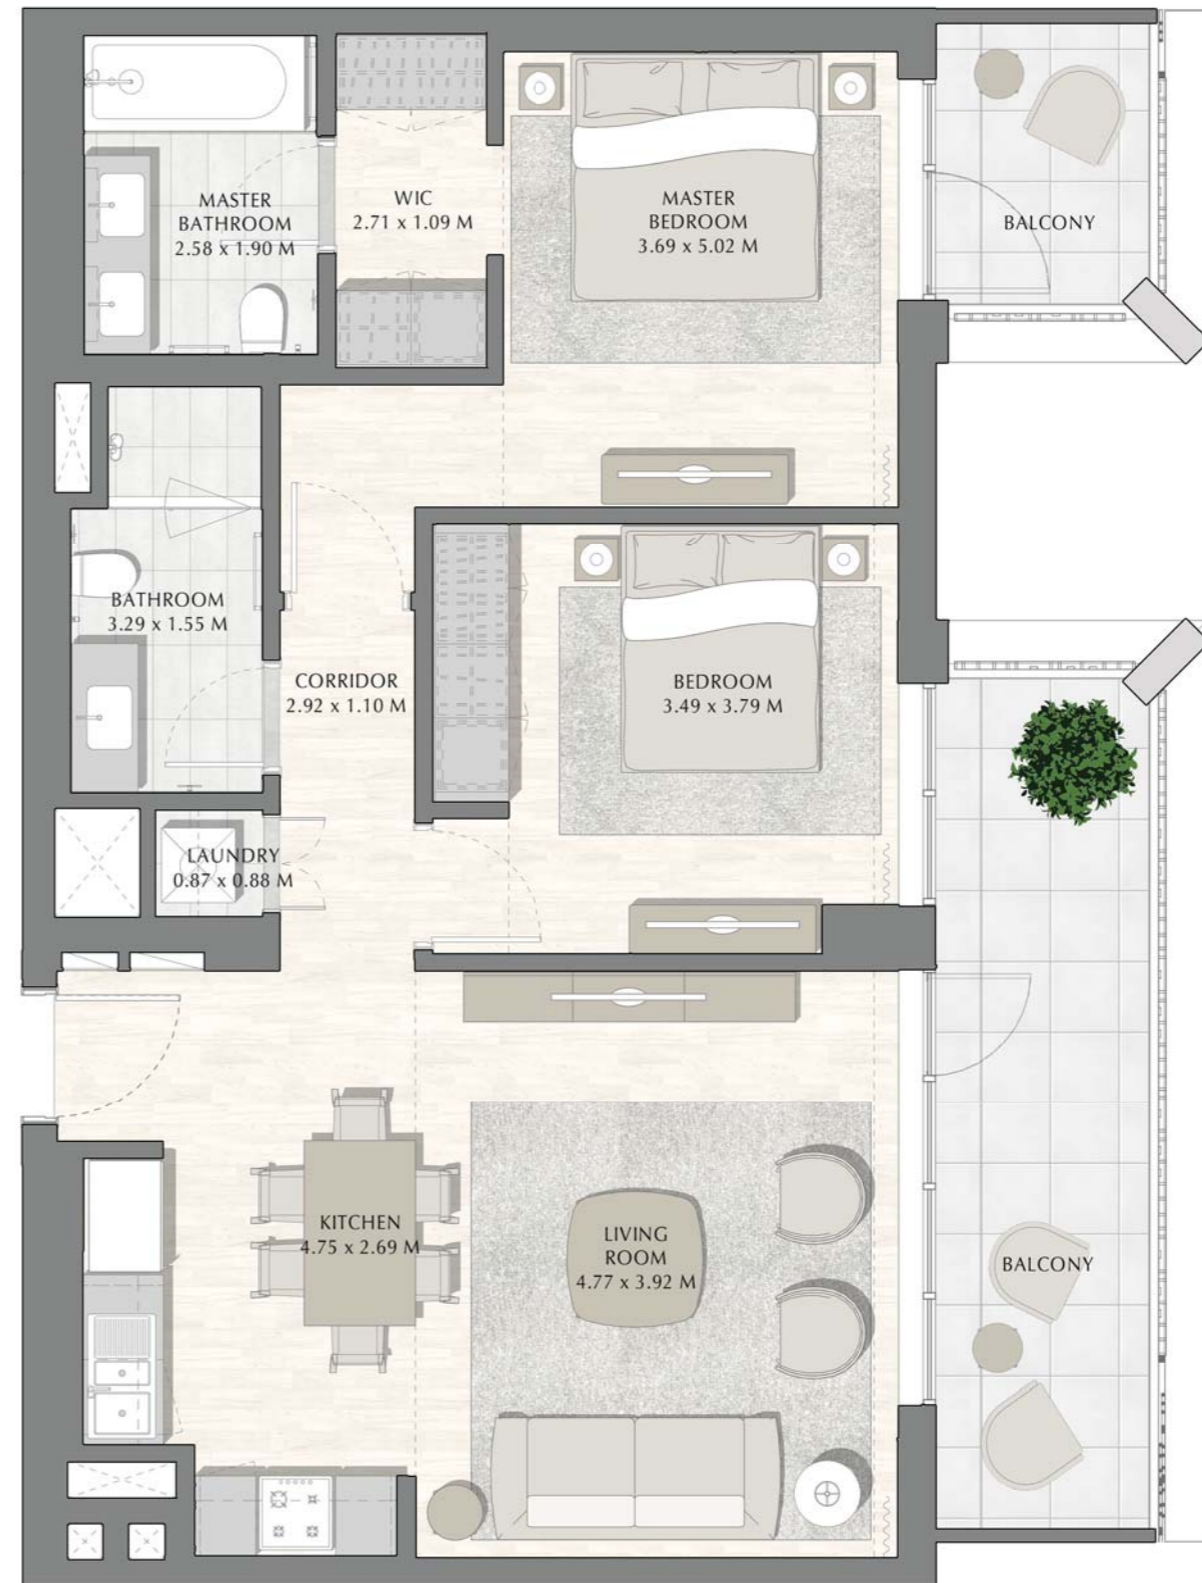 MASTER
BATHROOM
2.58 x 1.90 M
WIC
2.71 x 1.09 M
MASTER
BEDROOM
3.69 x 5.02 M
BALCONY
BATHROOM
3.29 x 1.55 M
CORRIDOR
2.92 x 1.10 M
BEDROOM
3.49 x 3.79 M
LAUNDRY
0.87 x 0.88 M
KITCHEN
4.75 x 2.69 M
LIVING
ROOM
4.77 x 3.92 M
BALCONY